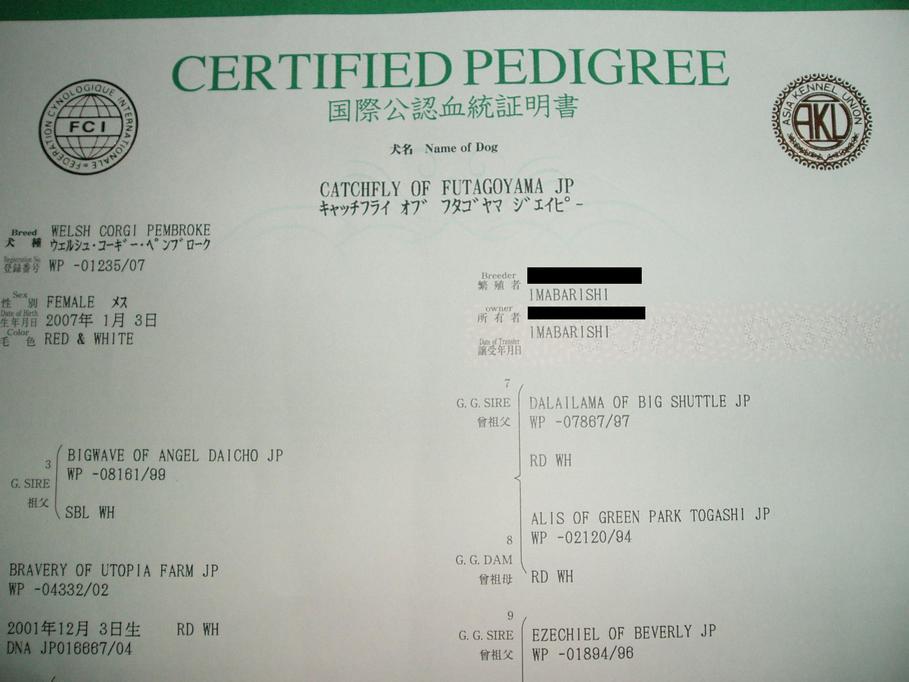 CERTIFIED PEDIGREE
国際公認血統証明書
FEDERATION CYNOLOGIQUE INTERNATIONALE
FCI
ASIA KENNEL UNION
AKU
犬名 Name of Dog
CATCHFLY OF FUTAGOYAMA JP
キャッチフライ オブ フタゴヤマ ジエイピー
Breed WELSH CORGI PEMBROKE
犬種 ウェルシュ・コーギー・ペンブローク
Registration No.
登録番号 WP -01235/07
Sex
性別 FEMALE メス
Date of Birth
生年月日 2007年 1月 3日
Color
毛色 RED & WHITE
Breeder
繁殖者
IMABARISHI
owner
所有者
IMABARISHI
Date of Transfer
譲受年月日
7
G. G. SIRE
曾祖父
DALAILAMA OF BIG SHUTTLE JP
WP -07867/97
RD WH
3
G. SIRE
祖父
BIGWAVE OF ANGEL DAICHO JP
WP -08161/99
SBL WH
8
G. G. DAM
曾祖母
ALIS OF GREEN PARK TOGASHI JP
WP -02120/94
RD WH
BRAVERY OF UTOPIA FARM JP
WP -04332/02
2001年12月 3日生 RD WH
DNA JP016667/04
9
G. G. SIRE
曾祖父
EZECHIEL OF BEVERLY JP
WP -01894/96